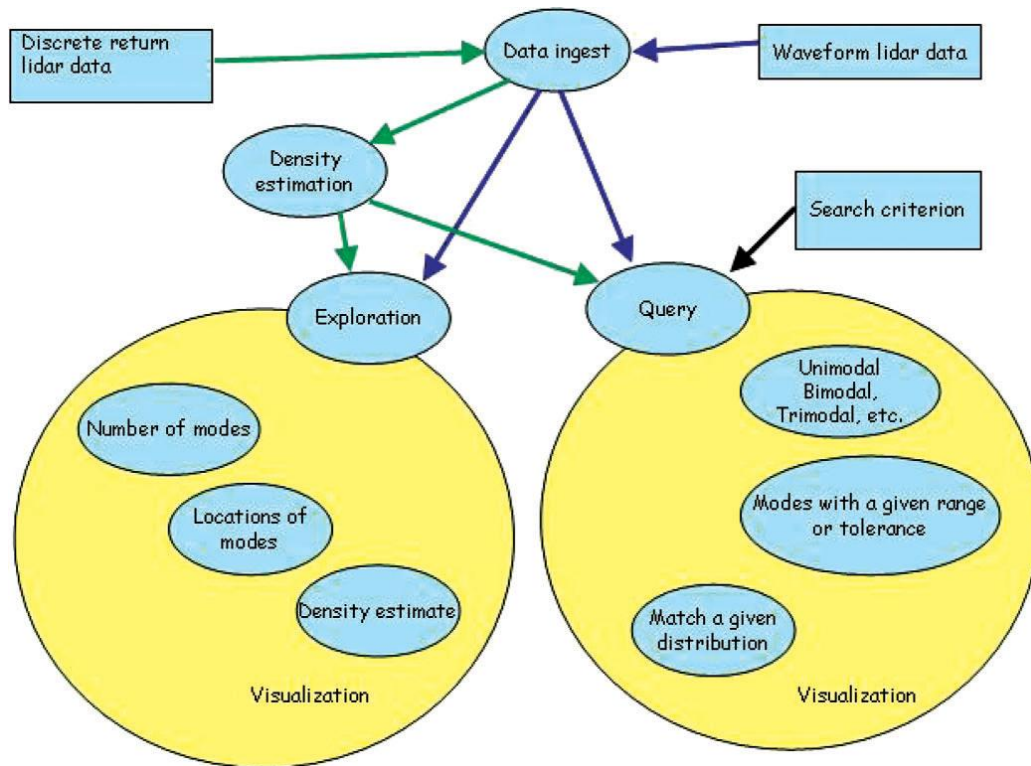 Discrete return
lidar data
Data ingest
Waveform lidar data
Density
estimation
Search criterion
Exploration
Query
Unimodal
Bimodal,
Trimodal, etc.
Number of modes
Modes with a given range
or tolerance
Locations of
modes
Density estimate
Match a given
distribution
Visualization
Visualization